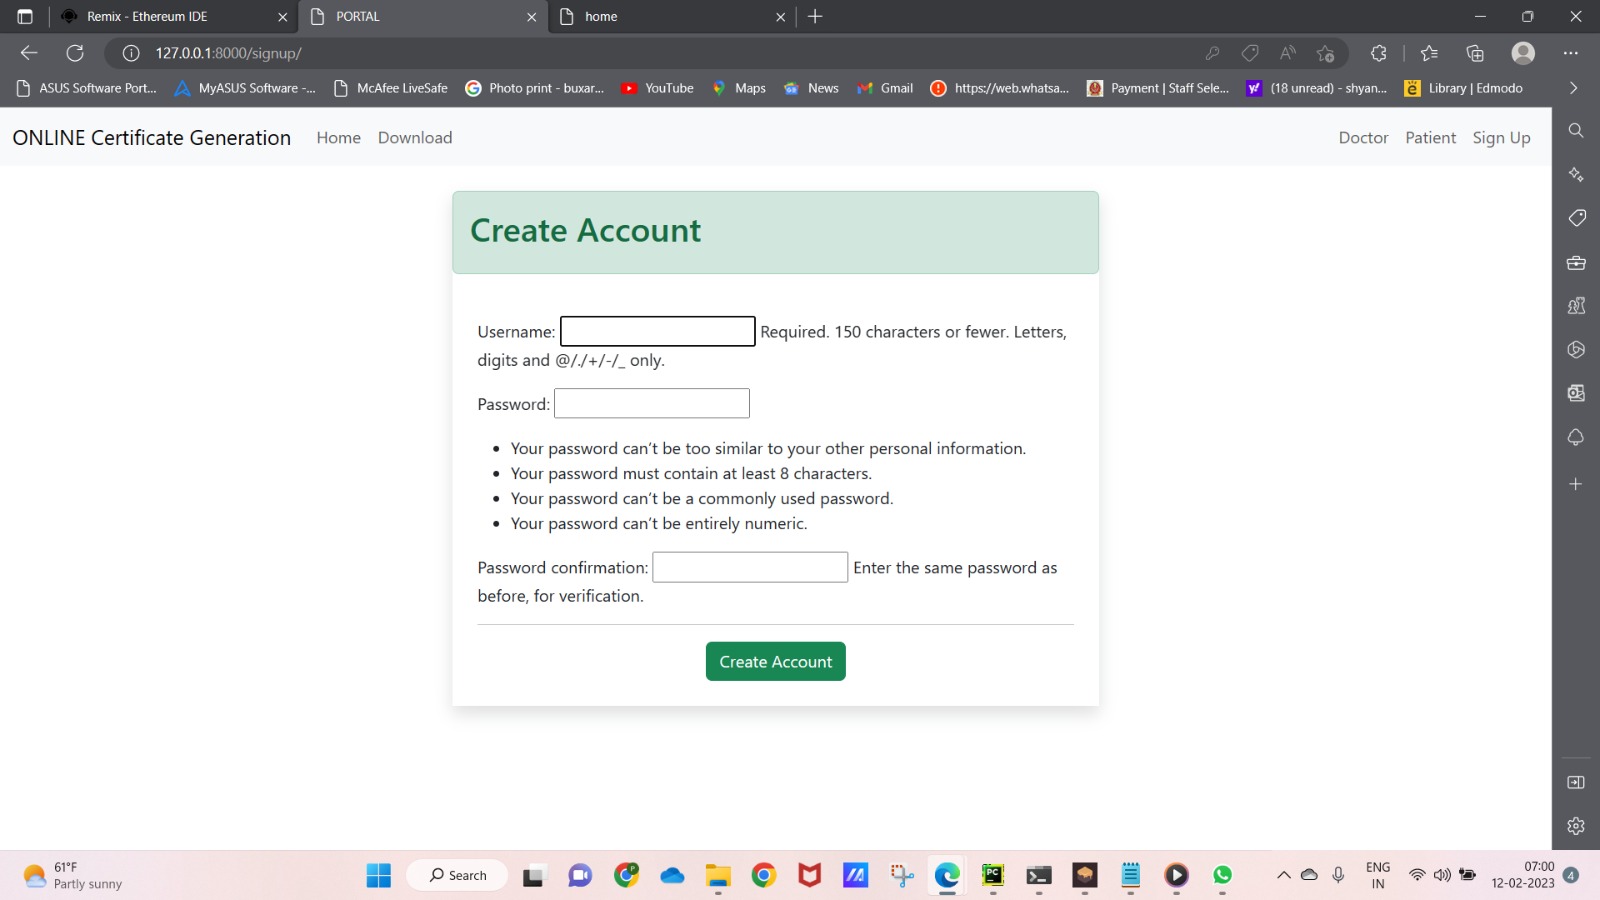 Remix - Ethereum IDE
PORTAL
home
127.0.0.1:8000/signup/
ASUS Software Port...
MyASUS Software -...
McAfee LiveSafe
Photo print - buxar...
YouTube
Maps
News
Gmail
https://web.whatsa...
Payment | Staff Sele...
(18 unread) - shyan...
Library | Edmodo
ONLINE Certificate Generation Home Download Doctor Patient Sign Up
Create Account
Username: Required. 150 characters or fewer. Letters,
digits and @/./+/-/_ only.
Password:
• Your password can't be too similar to your other personal information.
• Your password must contain at least 8 characters.
• Your password can't be a commonly used password.
• Your password can't be entirely numeric.
Password confirmation: Enter the same password as
before, for verification.
Create Account
61°F
Partly sunny
Search
ENG
IN
07:00
12-02-2023
4